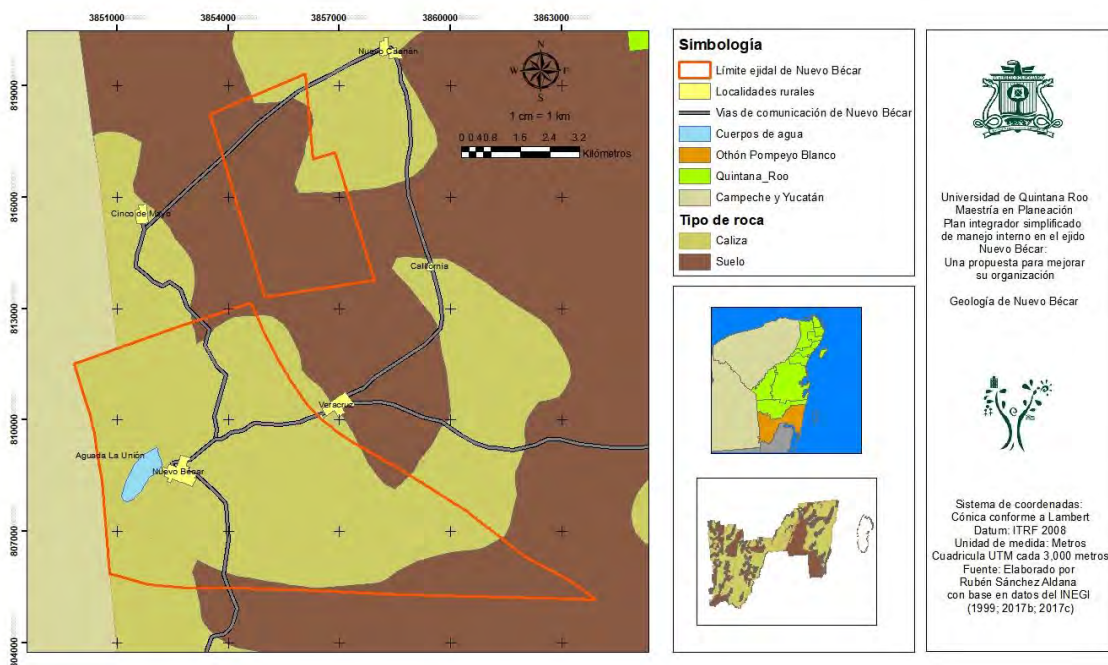 3851000
3854000
3857000
3860000
3863000
819000
816000
813000
810000
807000
804000
Nuevo Canán
N
W
E
S
1 cm = 1 km
0 0.40.8 1.6 2.4 3.2
Kilómetros
Cinco de Mayo
California
Veracruz
Aguada La Unión
Nuevo Bécar
Simbología
Límite ejidal de Nuevo Bécar
Localidades rurales
Vias de comunicación de Nuevo Bécar
Cuerpos de agua
Othón Pompeyo Blanco
Quintana_Roo
Campeche y Yucatán
Tipo de roca
Caliza
Suelo
Universidad de Quintana Roo
Maestría en Planeación
Plan integrador simplificado
de manejo interno en el ejido
Nuevo Bécar:
Una propuesta para mejorar
su organización
Geología de Nuevo Bécar
Sistema de coordenadas:
Cónica conforme a Lambert
Datum: ITRF 2008
Unidad de medida: Metros
Cuadricula UTM cada 3,000 metros
Fuente: Elaborado por
Rubén Sánchez Aldana
con base en datos del INEGI
(1999; 2017b; 2017c)